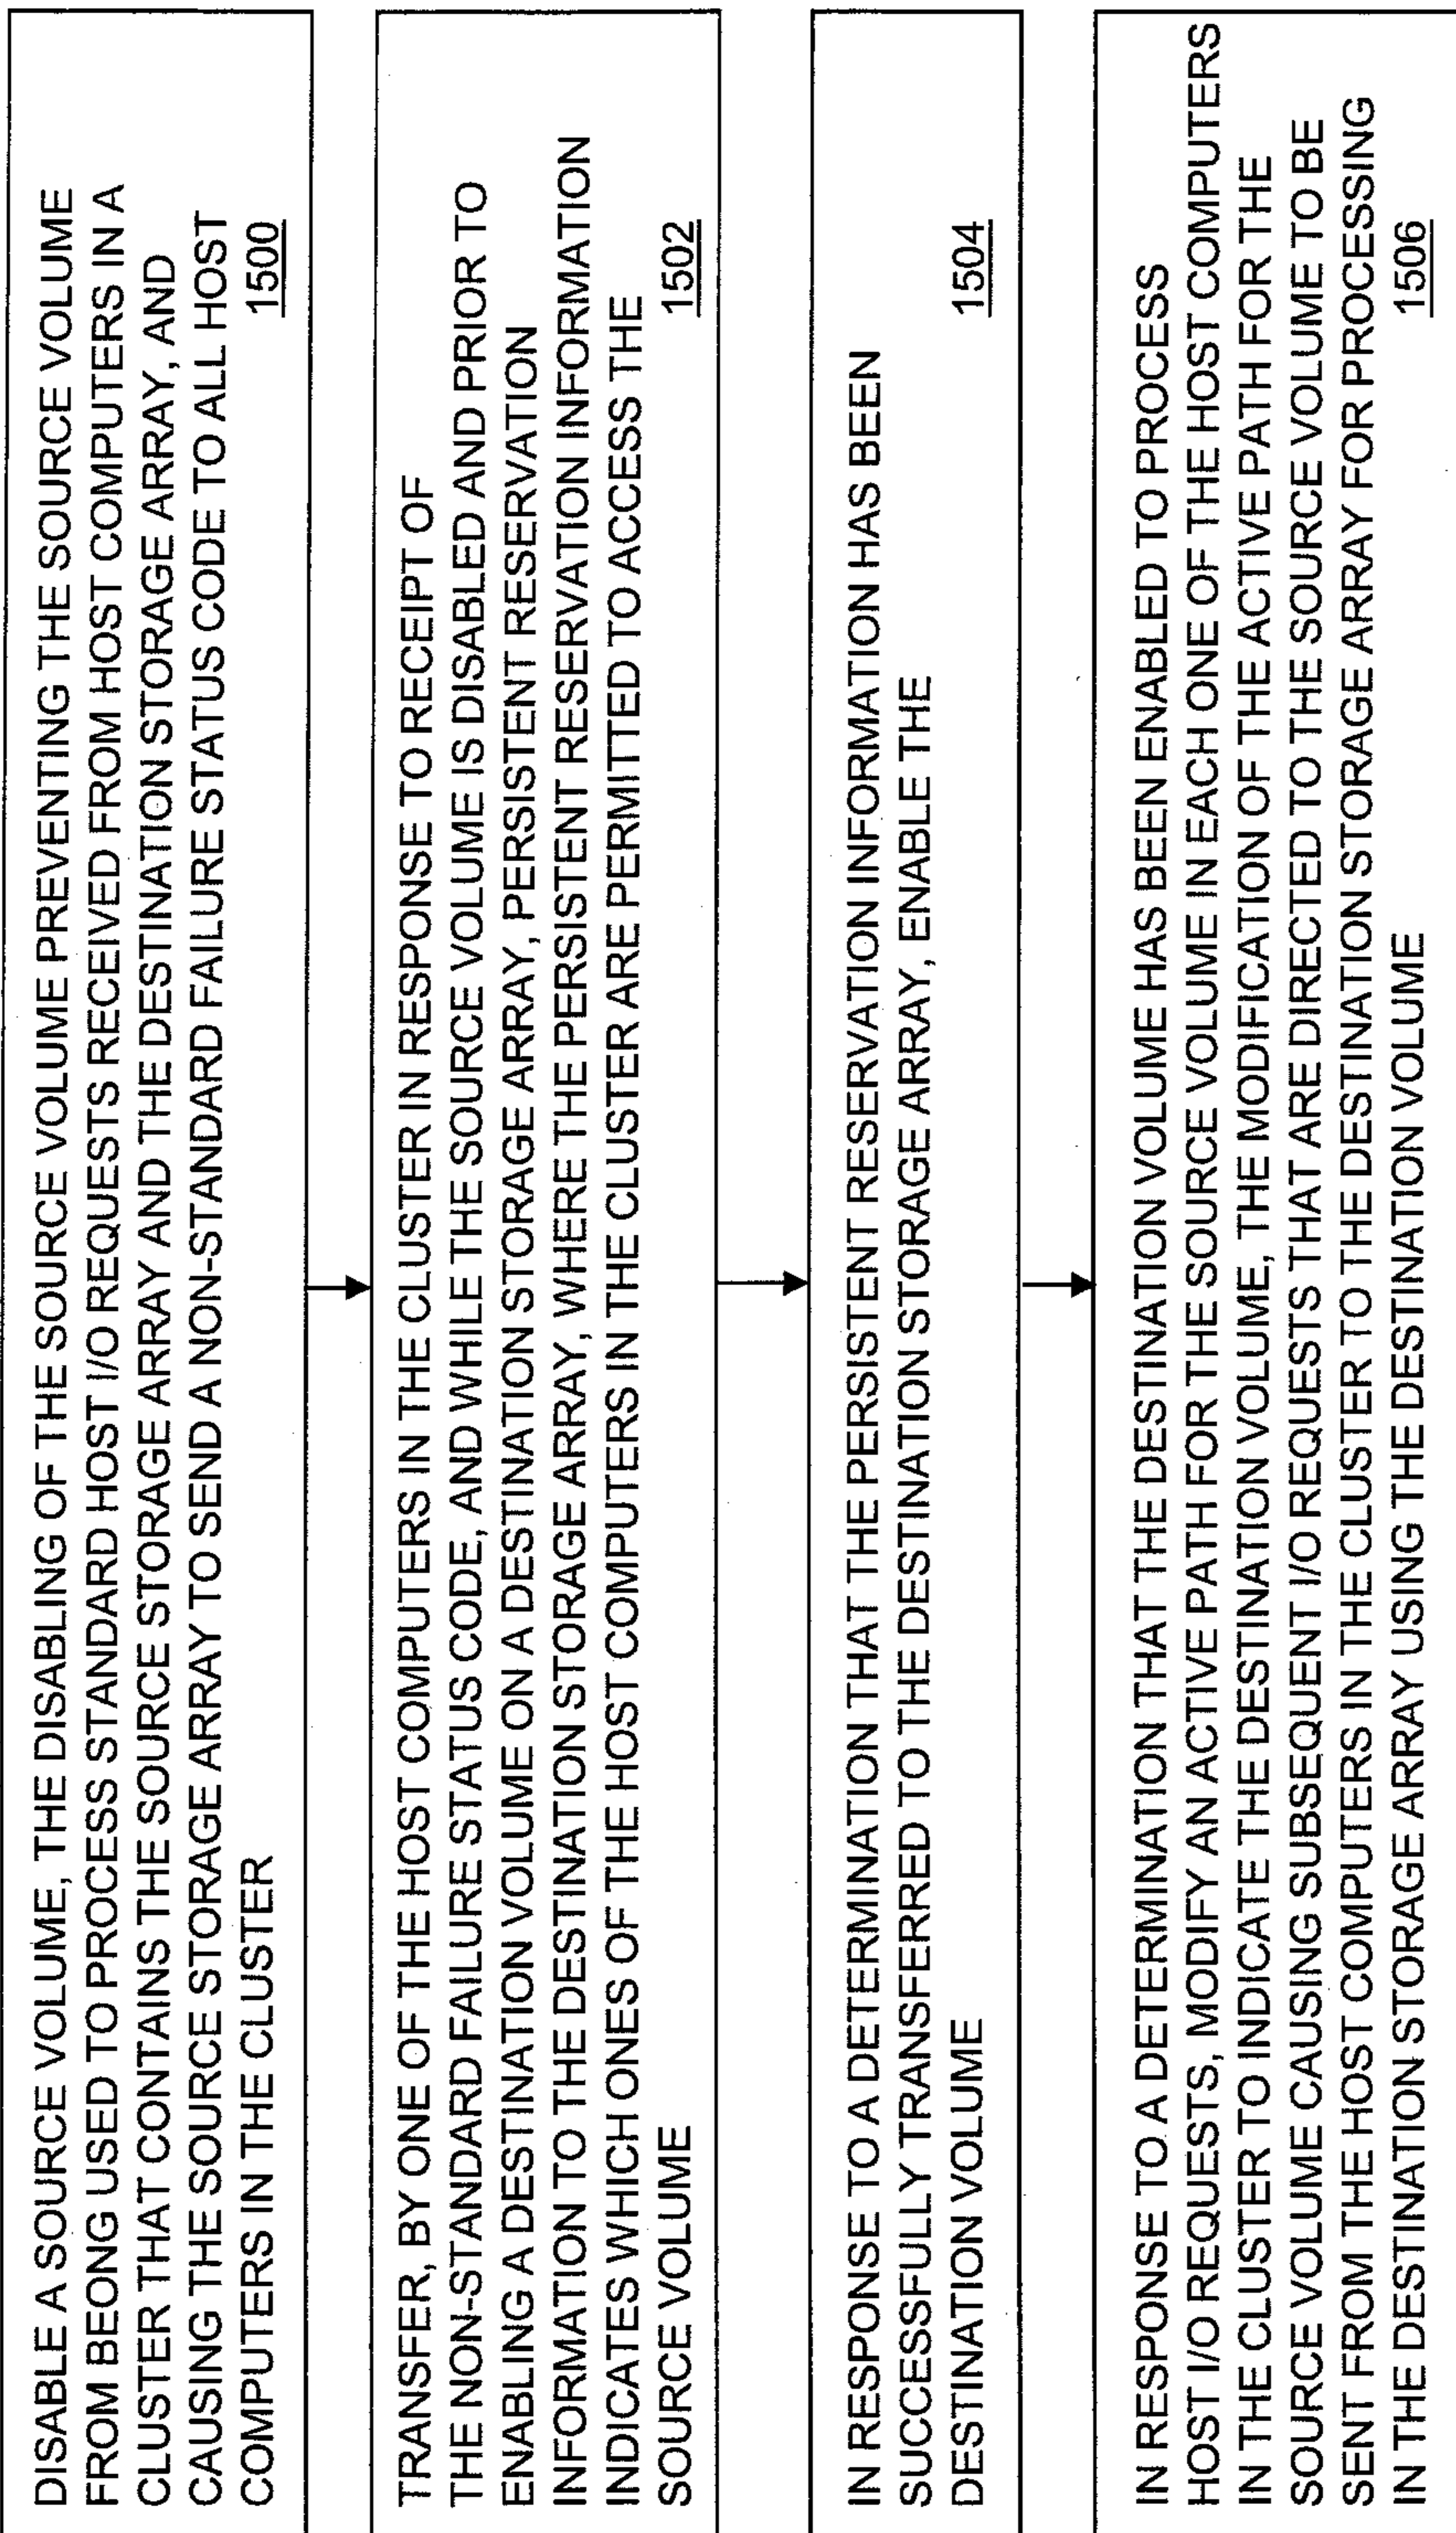 DISABLE A SOURCE VOLUME, THE DISABLING OF THE SOURCE VOLUME PREVENTING THE SOURCE VOLUME
FROM BEONG USED TO PROCESS STANDARD HOST I/O REQUESTS RECEIVED FROM HOST COMPUTERS IN A
CLUSTER THAT CONTAINS THE SOURCE STORAGE ARRAY AND THE DESTINATION STORAGE ARRAY, AND
CAUSING THE SOURCE STORAGE ARRAY TO SEND A NON-STANDARD FAILURE STATUS CODE TO ALL HOST
COMPUTERS IN THE CLUSTER 1500
TRANSFER, BY ONE OF THE HOST COMPUTERS IN THE CLUSTER IN RESPONSE TO RECEIPT OF
THE NON-STANDARD FAILURE STATUS CODE, AND WHILE THE SOURCE VOLUME IS DISABLED AND PRIOR TO
ENABLING A DESTINATION VOLUME ON A DESTINATION STORAGE ARRAY, PERSISTENT RESERVATION
INFORMATION TO THE DESTINATION STORAGE ARRAY, WHERE THE PERSISTENT RESERVATION INFORMATION
INDICATES WHICH ONES OF THE HOST COMPUTERS IN THE CLUSTER ARE PERMITTED TO ACCESS THE
SOURCE VOLUME 1502
IN RESPONSE TO A DETERMINATION THAT THE PERSISTENT RESERVATION INFORMATION HAS BEEN
SUCCESSFULLY TRANSFERRED TO THE DESTINATION STORAGE ARRAY, ENABLE THE
DESTINATION VOLUME 1504
IN RESPONSE TO A DETERMINATION THAT THE DESTINATION VOLUME HAS BEEN ENABLED TO PROCESS
HOST I/O REQUESTS, MODIFY AN ACTIVE PATH FOR THE SOURCE VOLUME IN EACH ONE OF THE HOST COMPUTERS
IN THE CLUSTER TO INDICATE THE DESTINATION VOLUME, THE MODIFICATION OF THE ACTIVE PATH FOR THE
SOURCE VOLUME CAUSING SUBSEQUENT I/O REQUESTS THAT ARE DIRECTED TO THE SOURCE VOLUME TO BE
SENT FROM THE HOST COMPUTERS IN THE CLUSTER TO THE DESTINATION STORAGE ARRAY FOR PROCESSING
IN THE DESTINATION STORAGE ARRAY USING THE DESTINATION VOLUME 1506